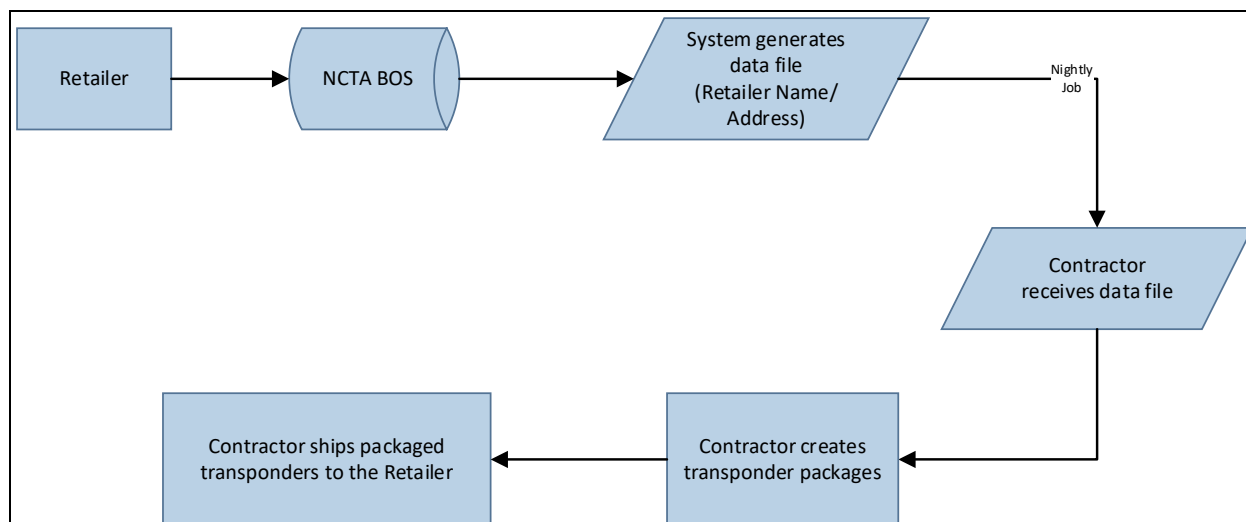 Retailer
NCTA BOS
System generates
data file
(Retailer Name/
Address)
Nightly
Job
Contractor
receives data file
Contractor ships packaged
transponders to the Retailer
Contractor creates
transponder packages